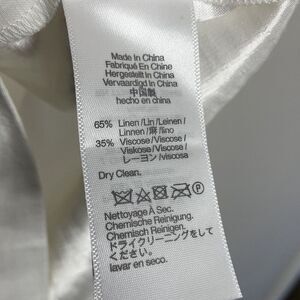 Made in China
Fabriqué En Chine
Hergestellt in China
Vervaardigd in China
中国製
hecho en china
65% Linen /Lin /Leinen /
Linnen /麻 /lino
35% Viscose /Viscose/
Viskose /Viscose/
レーヨン /viscosa
Dry Clean.
P
Nettoyage À Sec.
Chemische Reinigung.
Chemisch Reinigen.
ドライクリーニングをして
ください。
lavar en seco.